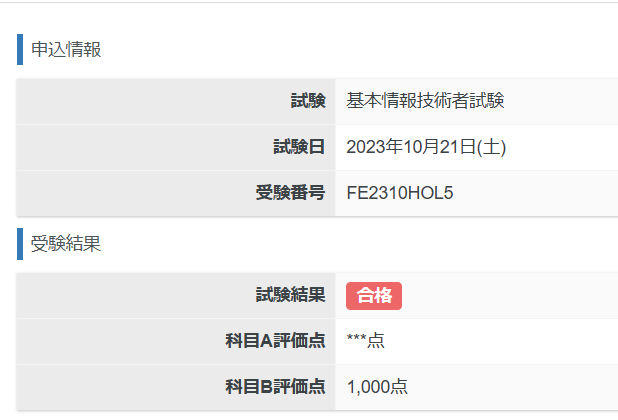 申込情報
試験 基本情報技術者試験
試験日 2023年10月21日(土)
受験番号 FE2310HOL5
受験結果
試験結果 合格
科目A評価点 ***点
科目B評価点 1,000点